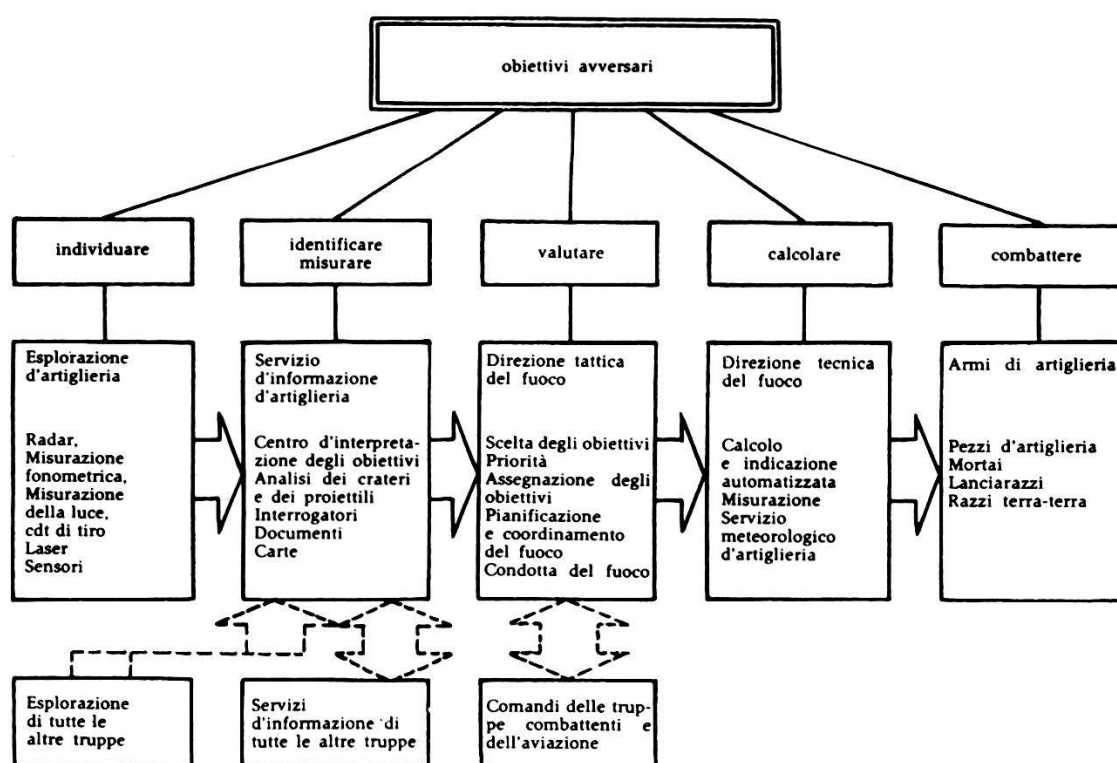 obiettivi avversari
individuare
identificare
misurare
valutare
calcolare
combattere
Esplorazione
d'artiglieria
Radar,
Misurazione
fonometrica,
Misurazione
della luce,
cdt di tiro
Laser
Sensori
Servizio
d'informazione
d'artiglieria
Centro d'interpreta-
zione degli obiettivi
Analisi dei crateri
e dei proiettili
Interrogatori
Documenti
Carte
Direzione tattica
del fuoco
Scelta degli obiettivi
Priorità
Assegnazione degli
obiettivi
Pianificazione
e coordinamento
del fuoco
Condotta del fuoco
Direzione tecnica
del fuoco
Calcolo
e indicazione
automatizzata
Misurazione
Servizio
meteorologico
d'artiglieria
Armi di artiglieria
Pezzi d'artiglieria
Mortai
Lanciarazzi
Razzi terra-terra
Esplorazione
di tutte le
altre truppe
Servizi
d'informazione di
tutte le altre truppe
Comandi delle trup-
pe combattenti e
dell'aviazione